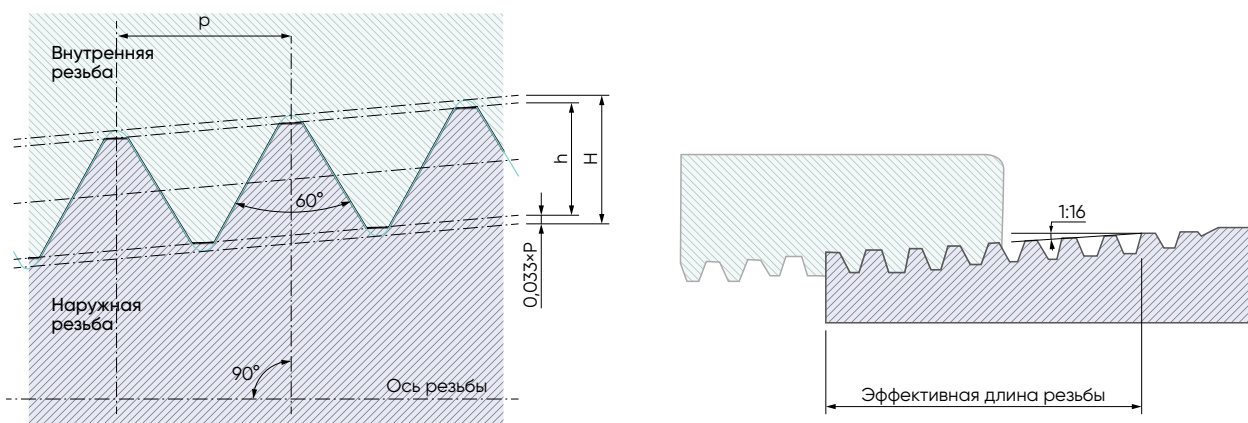 p
Внутренняя
резьба
h
H
60°
0,033×P
Наружная
резьба
90°
Ось резьбы
1:16
Эффективная длина резьбы